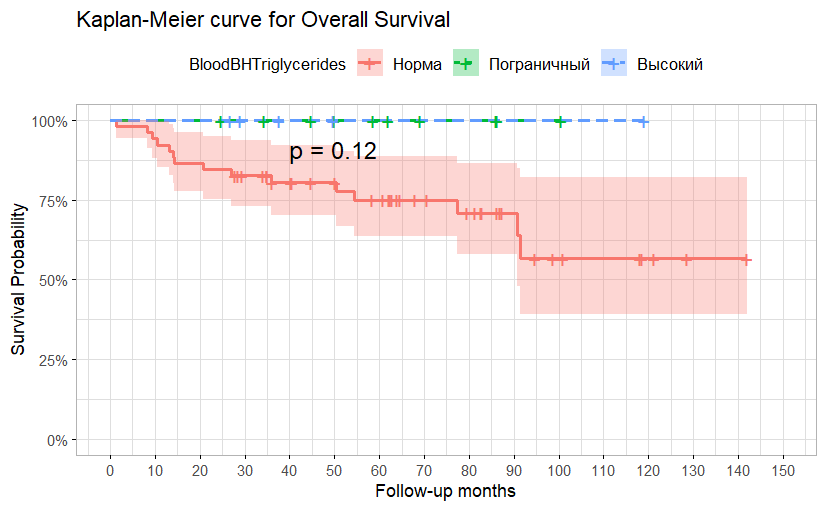 Kaplan-Meier curve for Overall Survival
BloodBHTriglycerides Норма Пограничный Высокий
100%
p = 0.12
75%
50%
25%
0%
Survival Probability
0 10 20 30 40 50 60 70 80 90 100 110 120 130 140 150
Follow-up months